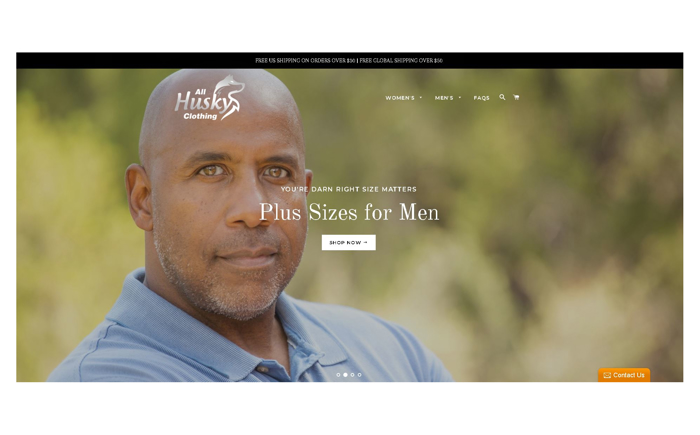 FREE US SHIPPING ON ORDERS OVER $50 | FREE GLOBAL SHIPPING OVER $80
All
Husky
Clothing
WOMEN'S
MEN'S
FAQS
YOU'RE DARN RIGHT SIZE MATTERS
Plus Sizes for Men
SHOP NOW →
Contact Us